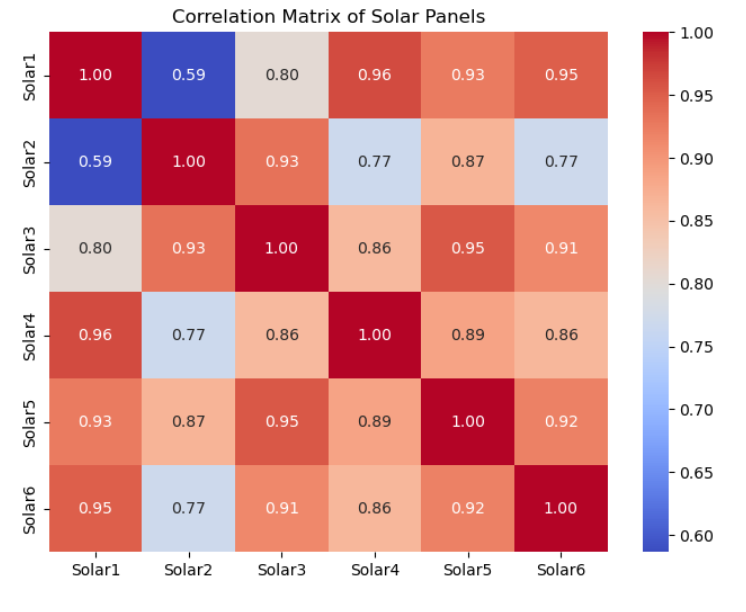 Correlation Matrix of Solar Panels
Solar1 1.00 0.59 0.80 0.96 0.93 0.95
Solar2 0.59 1.00 0.93 0.77 0.87 0.77
Solar3 0.80 0.93 1.00 0.86 0.95 0.91
Solar4 0.96 0.77 0.86 1.00 0.89 0.86
Solar5 0.93 0.87 0.95 0.89 1.00 0.92
Solar6 0.95 0.77 0.91 0.86 0.92 1.00
Solar1 Solar2 Solar3 Solar4 Solar5 Solar6
1.00
0.95
0.90
0.85
0.80
0.75
0.70
0.65
0.60